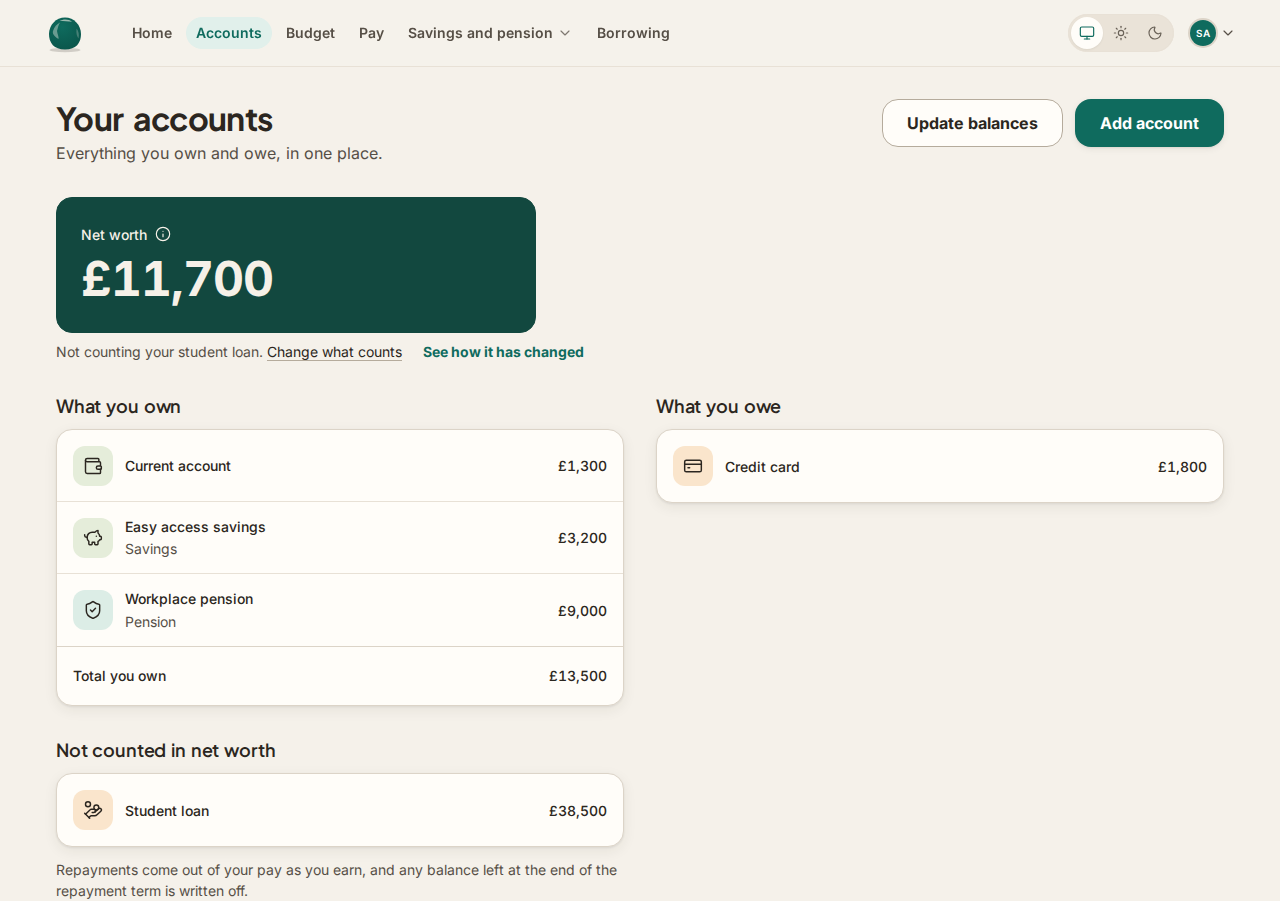 Home
Accounts
Budget
Pay
Savings and pension
Borrowing
SA
Your accounts
Everything you own and owe, in one place.
Update balances
Add account
Net worth
£11,700
Not counting your student loan. Change what counts
See how it has changed
What you own
Current account
£1,300
Easy access savings
Savings
£3,200
Workplace pension
Pension
£9,000
Total you own
£13,500
What you owe
Credit card
£1,800
Not counted in net worth
Student loan
£38,500
Repayments come out of your pay as you earn, and any balance left at the end of the
repayment term is written off.